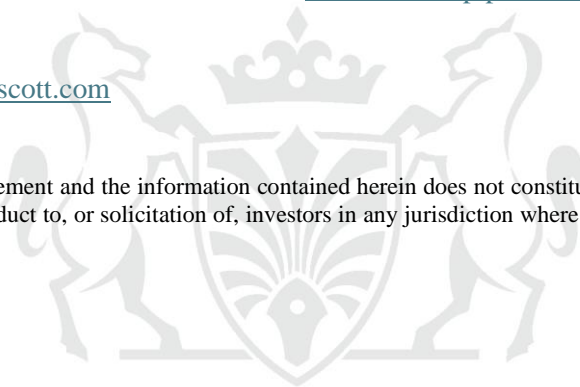 scott.com
ement and the information contained herein does not constitu
duct to, or solicitation of, investors in any jurisdiction where